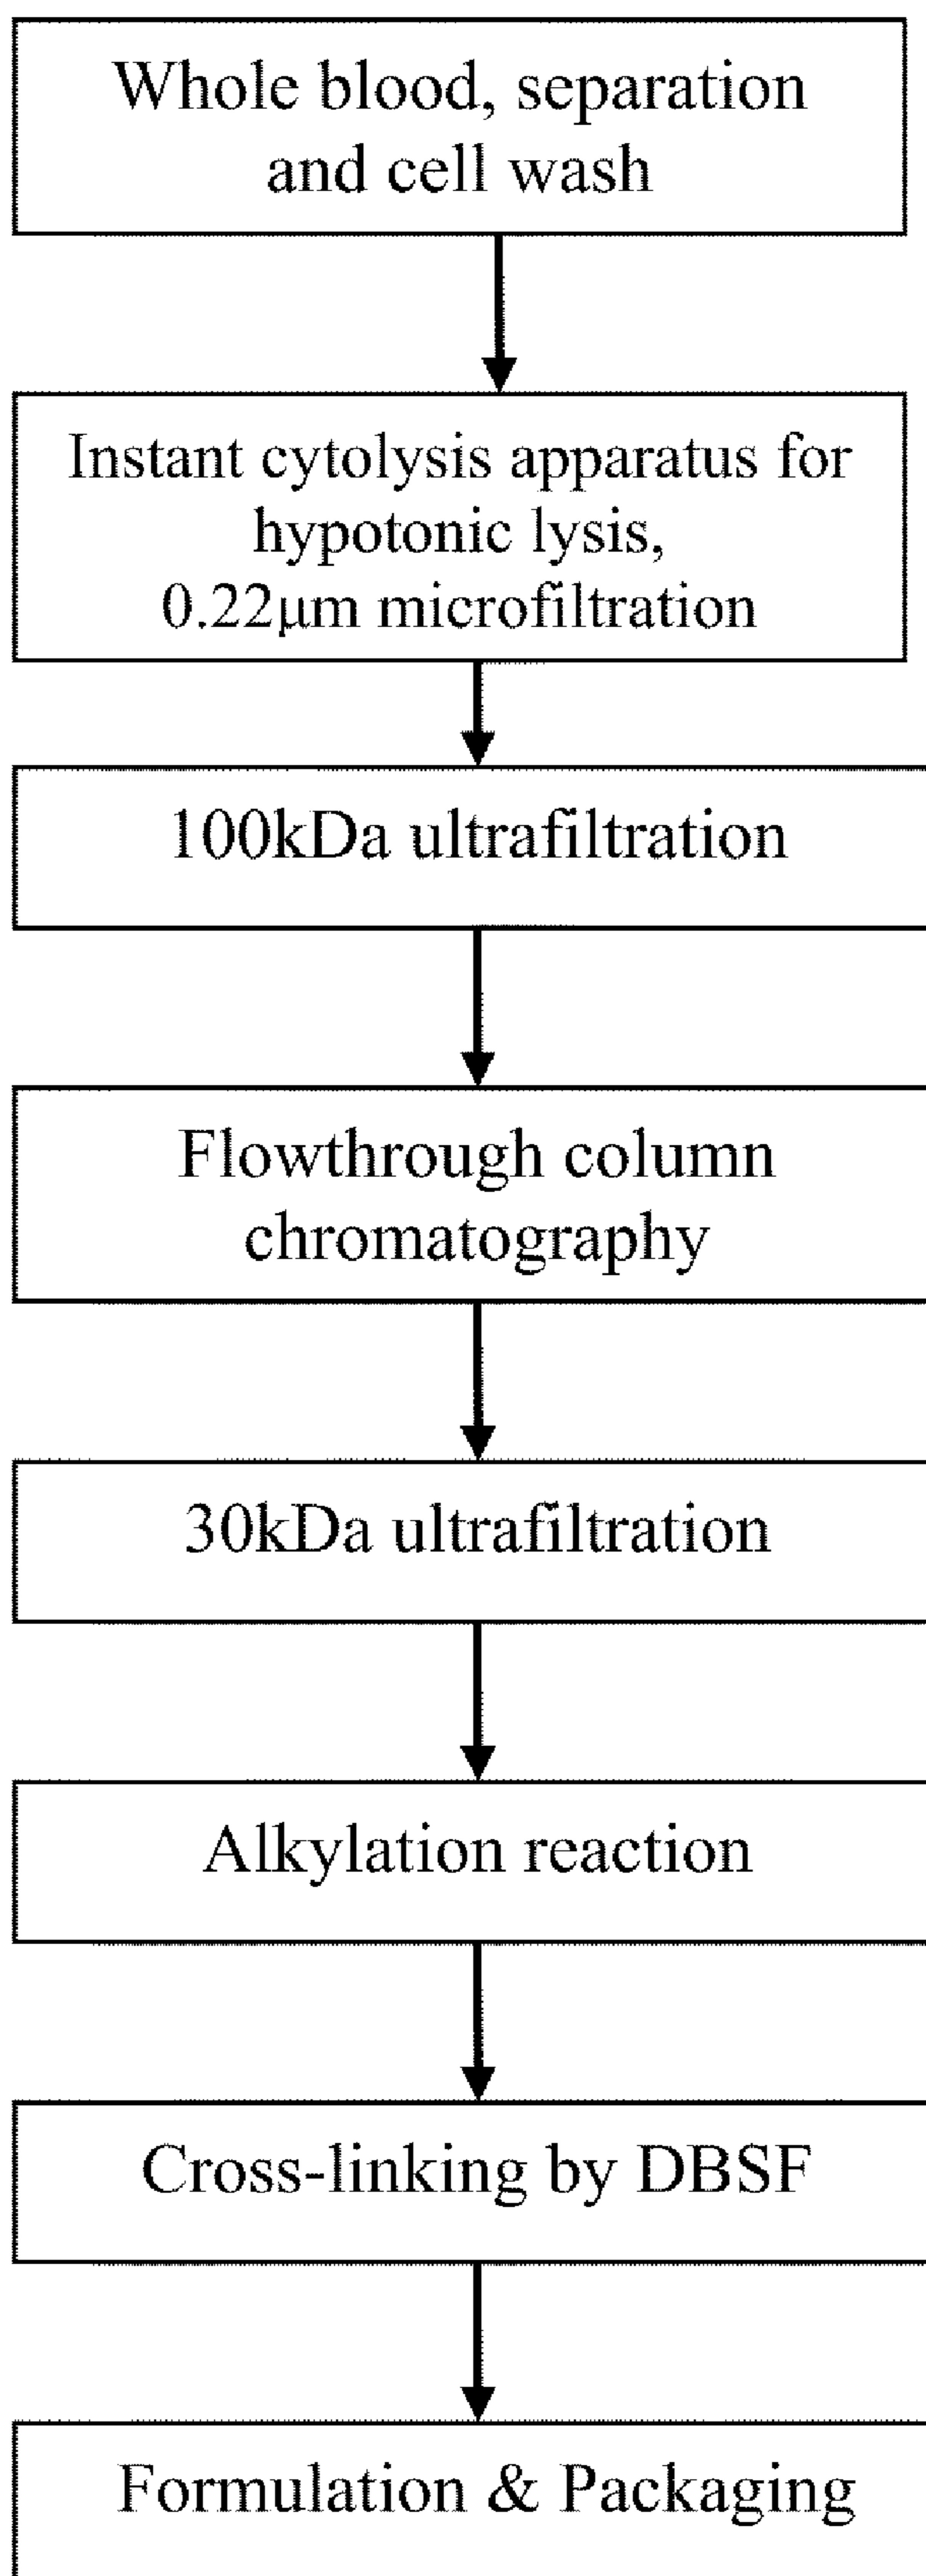 Whole blood, separation
and cell wash
Instant cytolysis apparatus for
hypotonic lysis,
0.22μm microfiltration
100kDa ultrafiltration
Flowthrough column
chromatography
30kDa ultrafiltration
Alkylation reaction
Cross-linking by DBSF
Formulation & Packaging